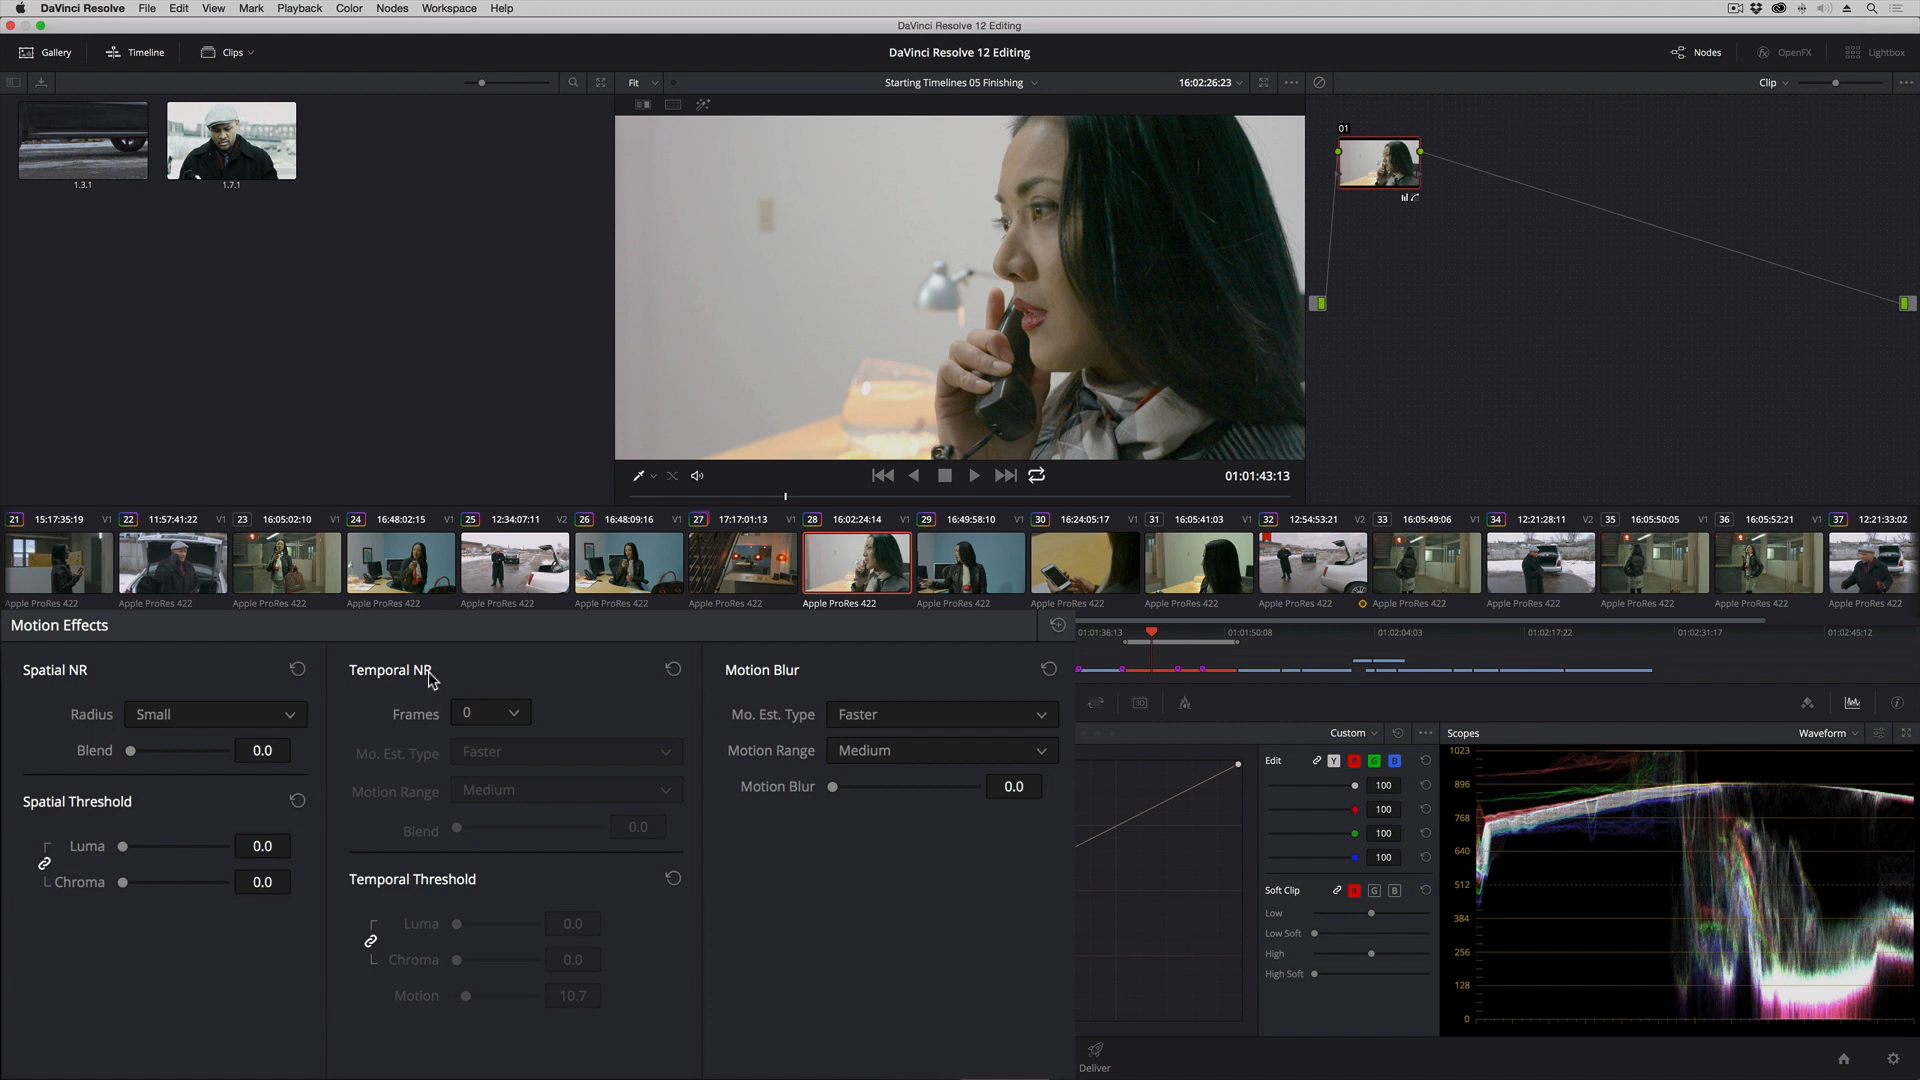 DaVinci Resolve File Edit View Mark Playback Color Nodes Workspace Help
DaVinci Resolve 12 Editing
Gallery Timeline Clips DaVinci Resolve 12 Editing Nodes OpenFX Lightbox
Fit Starting Timelines 05 Finishing 16:02:26:23 Clip
01
1.3.1 1.7.1
01:01:43:13
21 15:17:35:19 V1 22 11:57:41:22 V1 23 16:05:02:10 V1 24 16:48:02:15 V1 25 12:34:07:11 V2 26 16:48:09:16 V1 27 17:17:01:13 V1 28 16:02:24:14 V1 29 16:49:58:10 V1 30 16:24:05:17 V1 31 16:05:41:03 V1 32 12:54:53:21 V2 33 16:05:49:06 V1 34 12:21:28:11 V2 35 16:05:50:05 V1 36 16:05:52:21 V1 37 12:21:33:02
Apple ProRes 422 Apple ProRes 422 Apple ProRes 422 Apple ProRes 422 Apple ProRes 422 Apple ProRes 422 Apple ProRes 422 Apple ProRes 422 Apple ProRes 422 Apple ProRes 422 Apple ProRes 422 Apple ProRes 422 Apple ProRes 422 Apple ProRes 422 Apple ProRes 422 Apple ProRes 422 Apple ProRes 422
Motion Effects
01:01:36:13 01:01:50:08 01:02:04:03 01:02:17:22 01:02:31:17 01:02:45:12
Spatial NR
Radius Small
Blend 0.0
Spatial Threshold
Luma 0.0
Chroma 0.0
Temporal NR
Frames 0
Mo. Est. Type Faster
Motion Range Medium
Blend 0.0
Temporal Threshold
Luma 0.0
Chroma 0.0
Motion 10.7
Motion Blur
Mo. Est. Type Faster
Motion Range Medium
Motion Blur 0.0
3D
Custom
Edit Y R G B
100
100
100
100
Soft Clip R G B
Low
Low Soft
High
High Soft
Scopes Waveform
1023
896
768
640
512
384
256
128
0
Deliver